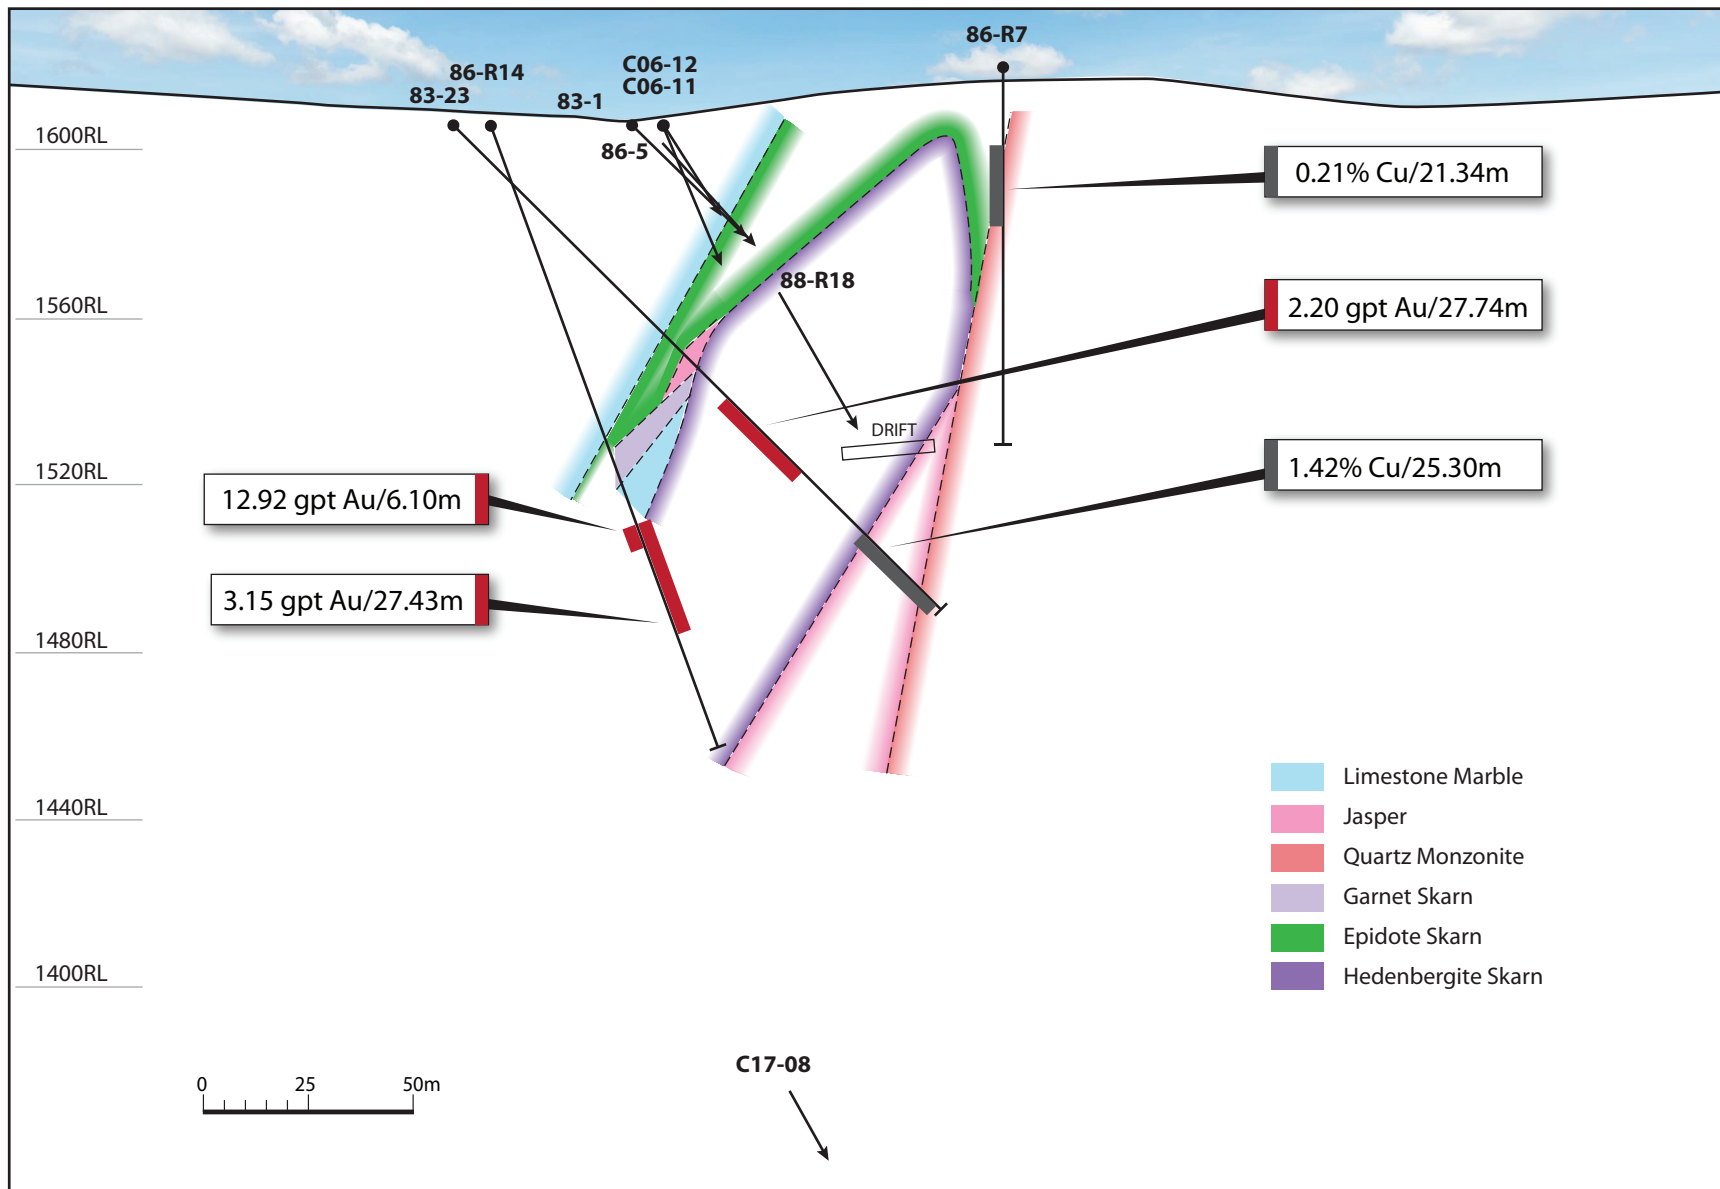 86-R7
C06-12
C06-11
86-R14
83-23
83-1
86-5
1600RL
0.21% Cu/21.34m
88-R18
1560RL
2.20 gpt Au/27.74m
DRIFT
1520RL
1.42% Cu/25.30m
12.92 gpt Au/6.10m
3.15 gpt Au/27.43m
1480RL
1440RL
1400RL
Limestone Marble
Jasper
Quartz Monzonite
Garnet Skarn
Epidote Skarn
Hedenbergite Skarn
C17-08
0 25 50m